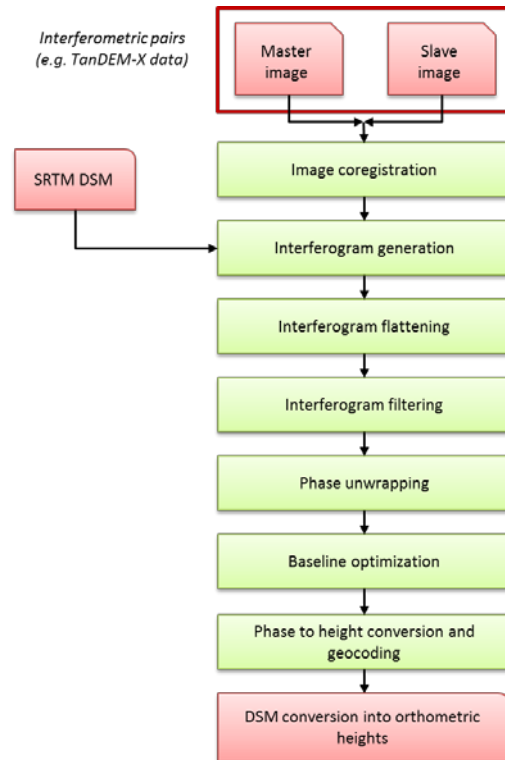 Interferometric pairs
(e.g. TanDEM-X data)
Master
image
Slave
image
Image coregistration
SRTM DSM
Interferogram generation
Interferogram flattening
Interferogram filtering
Phase unwrapping
Baseline optimization
Phase to height conversion and
geocoding
DSM conversion into orthometric
heights